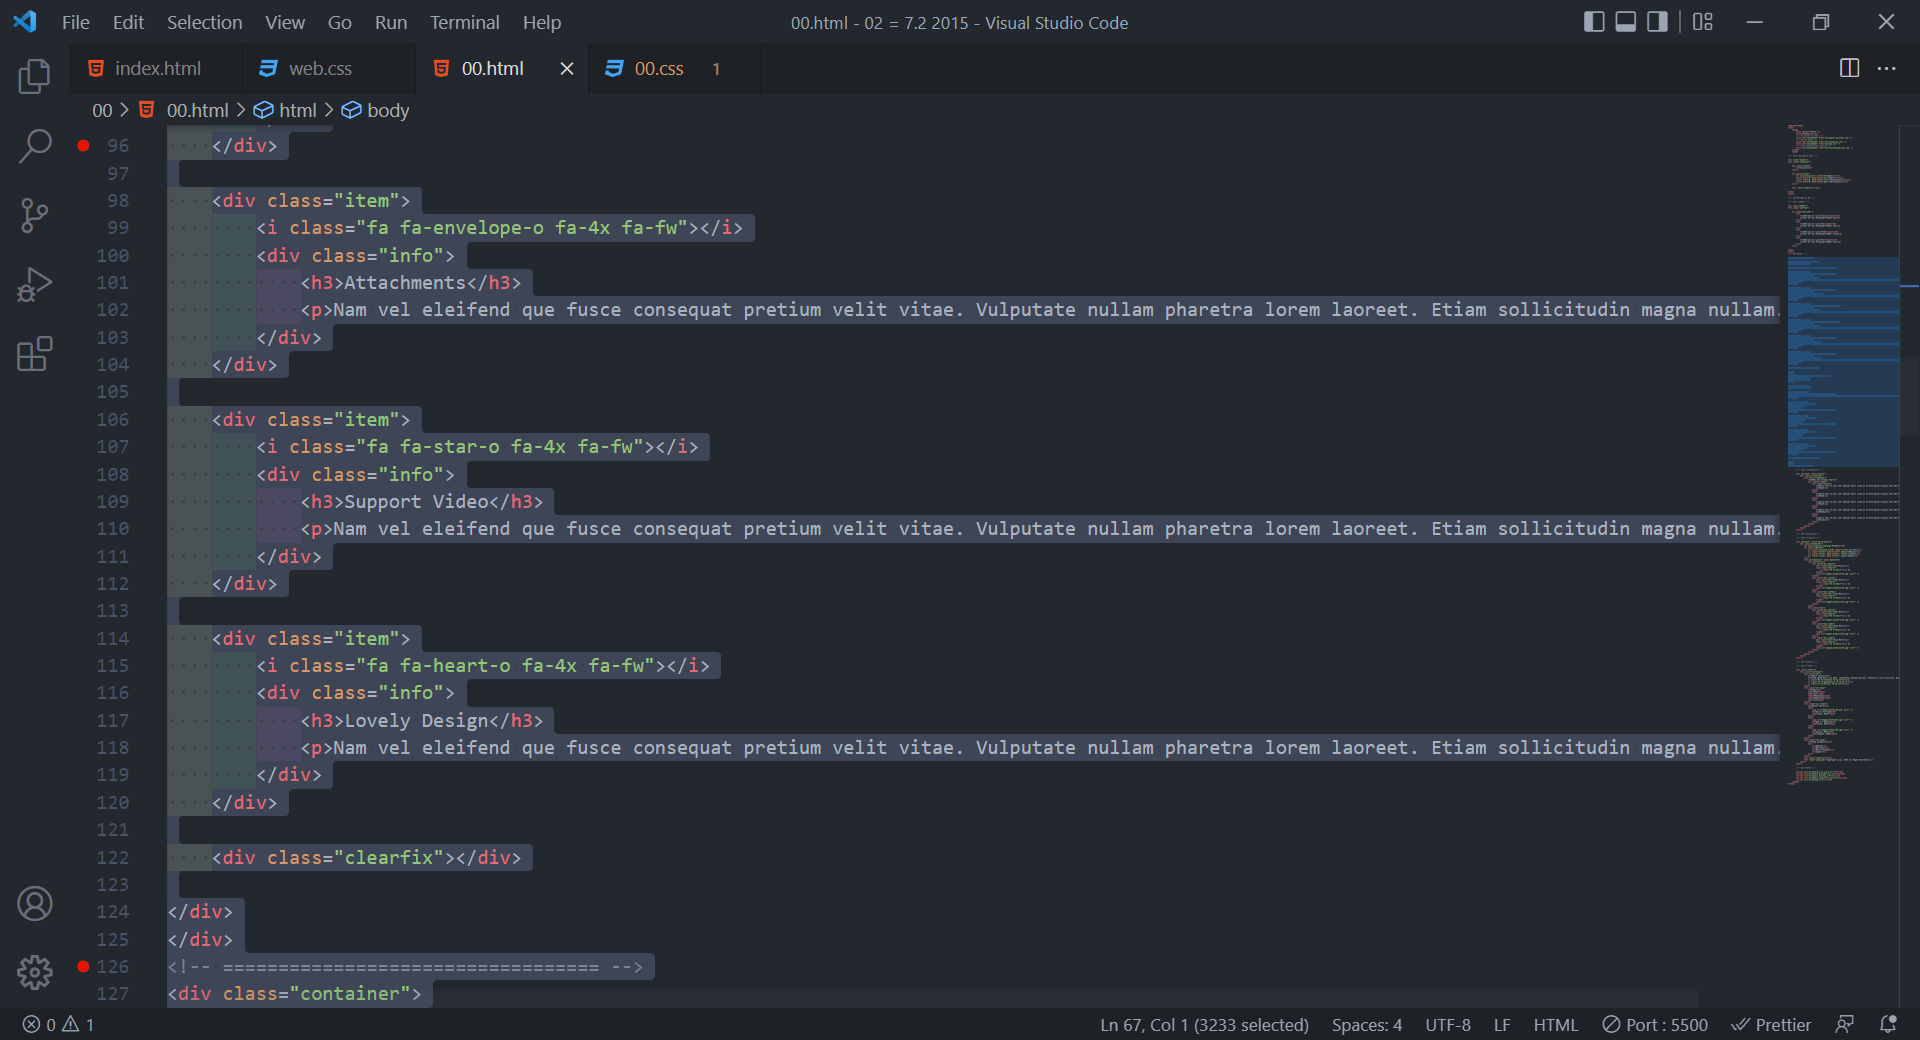 File Edit Selection View Go Run Terminal Help 00.html - 02 = 7.2 2015 - Visual Studio Code
index.html web.css 00.html 00.css 1
00 > 00.html > html > body
96 </div>
97
98 <div class="item">
99 <i class="fa fa-envelope-o fa-4x fa-fw"></i>
100 <div class="info">
101 <h3>Attachments</h3>
102 <p>Nam vel eleifend que fusce consequat pretium velit vitae. Vulputate nullam pharetra lorem laoreet. Etiam sollicitudin magna nullam.
103 </div>
104 </div>
105
106 <div class="item">
107 <i class="fa fa-star-o fa-4x fa-fw"></i>
108 <div class="info">
109 <h3>Support Video</h3>
110 <p>Nam vel eleifend que fusce consequat pretium velit vitae. Vulputate nullam pharetra lorem laoreet. Etiam sollicitudin magna nullam.
111 </div>
112 </div>
113
114 <div class="item">
115 <i class="fa fa-heart-o fa-4x fa-fw"></i>
116 <div class="info">
117 <h3>Lovely Design</h3>
118 <p>Nam vel eleifend que fusce consequat pretium velit vitae. Vulputate nullam pharetra lorem laoreet. Etiam sollicitudin magna nullam.
119 </div>
120 </div>
121
122 <div class="clearfix"></div>
123
124 </div>
125 </div>
126 <!-- ================================== -->
127 <div class="container">
0 1 Ln 67, Col 1 (3233 selected) Spaces: 4 UTF-8 LF HTML Port : 5500 Prettier